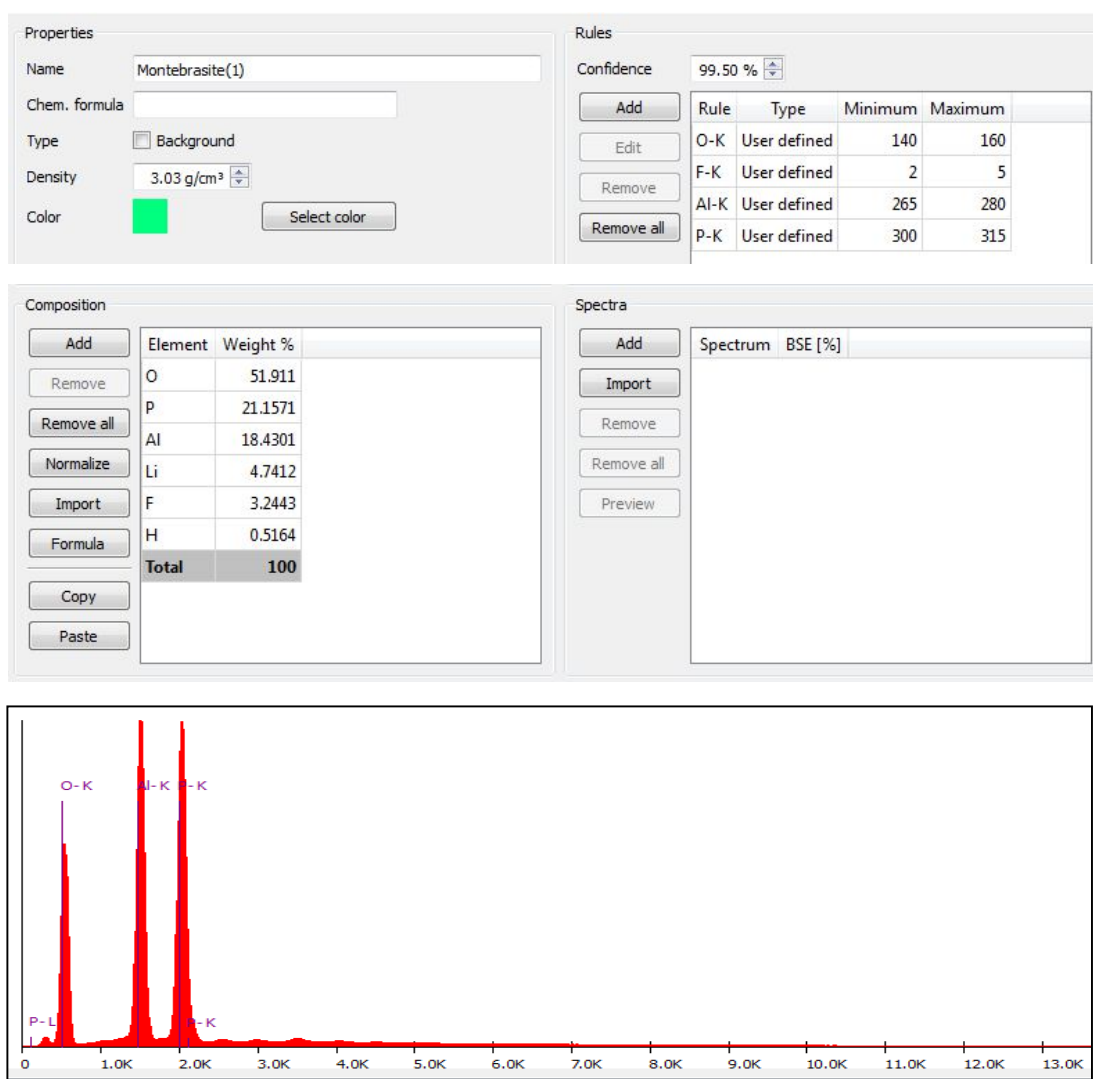 Properties
Name Montebrasite(1)
Chem. formula
Type Background
Density 3.03 g/cm³
Color Select color
Rules
Confidence 99.50 %
Add
Edit
Remove
Remove all
Rule Type Minimum Maximum
O-K User defined 140 160
F-K User defined 2 5
Al-K User defined 265 280
P-K User defined 300 315
Composition
Add
Remove
Remove all
Normalize
Import
Formula
Copy
Paste
Element Weight %
O 51.911
P 21.1571
Al 18.4301
Li 4.7412
F 3.2443
H 0.5164
Total 100
Spectra
Add
Import
Remove
Remove all
Preview
Spectrum BSE [%]
O-K Al-K P-K
P-L P-K
0 1.0K 2.0K 3.0K 4.0K 5.0K 6.0K 7.0K 8.0K 9.0K 10.0K 11.0K 12.0K 13.0K